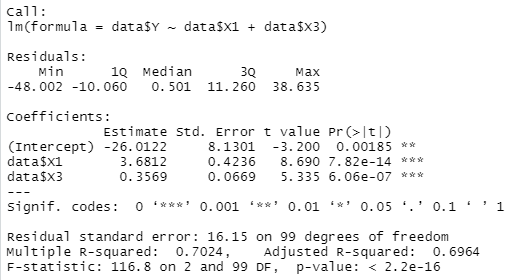 Call:
lm(formula = data$Y ~ data$X1 + data$X3)
Residuals:
Min 1Q Median 3Q Max
-48.002 -10.060 0.501 11.260 38.635
Coefficients:
Estimate Std. Error t value Pr(>|t|)
(Intercept) -26.0122 8.1301 -3.200 0.00185 **
data$X1 3.6812 0.4236 8.690 7.82e-14 ***
data$X3 0.3569 0.0669 5.335 6.06e-07 ***
---
Signif. codes: 0 ‘***’ 0.001 ‘**’ 0.01 ‘*’ 0.05 ‘.’ 0.1 ‘ ’ 1
Residual standard error: 16.15 on 99 degrees of freedom
Multiple R-squared: 0.7024, Adjusted R-squared: 0.6964
F-statistic: 116.8 on 2 and 99 DF, p-value: < 2.2e-16